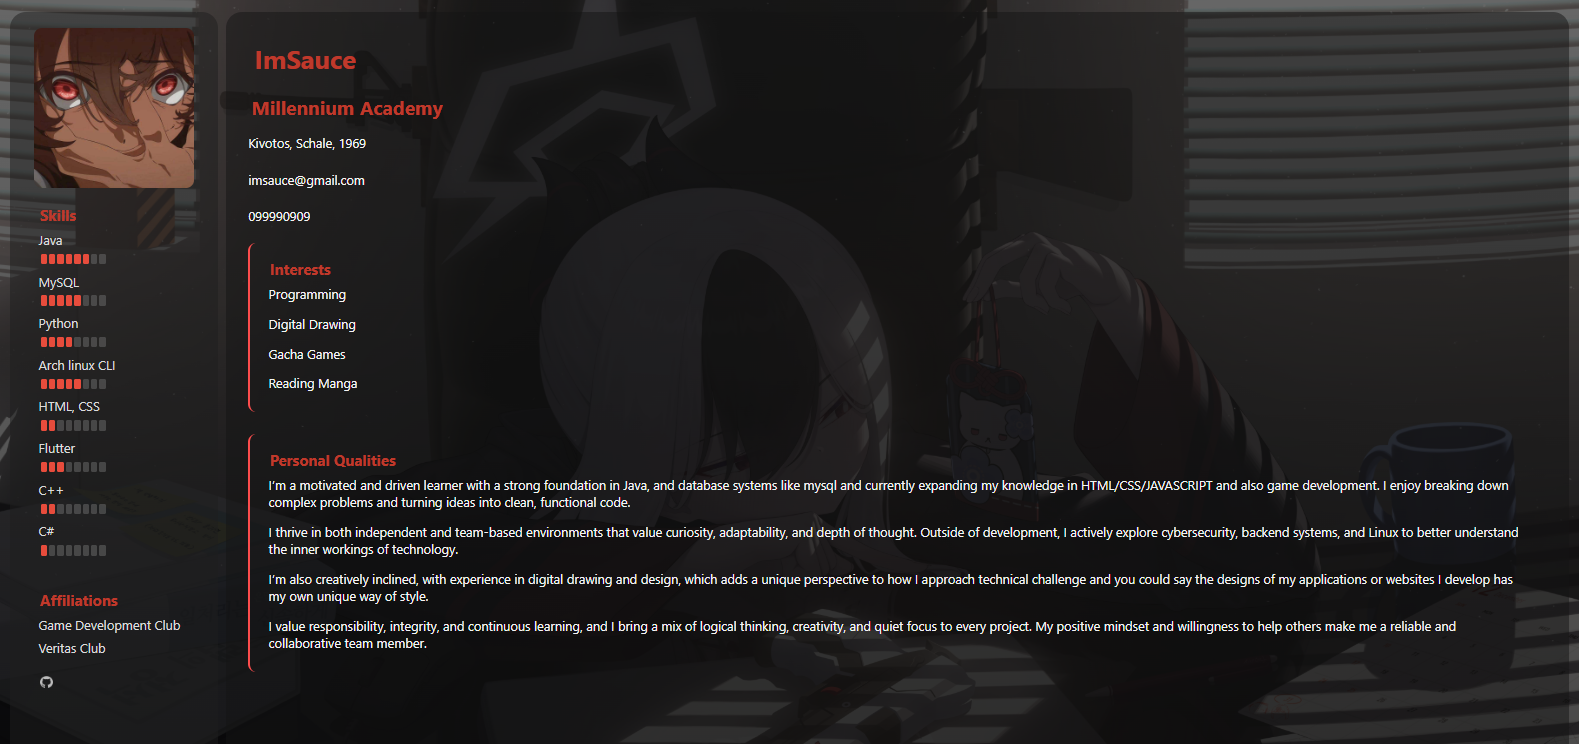 Skills
Java
MySQL
Python
Arch linux CLI
HTML, CSS
Flutter
C++
C#
Affiliations
Game Development Club
Veritas Club
ImSauce
Millennium Academy
Kivotos, Schale, 1969
imsauce@gmail.com
099990909
Interests
Programming
Digital Drawing
Gacha Games
Reading Manga
Personal Qualities
I'm a motivated and driven learner with a strong foundation in Java, and database systems like mysql and currently expanding my knowledge in HTML/CSS/JAVASCRIPT and also game development. I enjoy breaking down
complex problems and turning ideas into clean, functional code.
I thrive in both independent and team-based environments that value curiosity, adaptability, and depth of thought. Outside of development, I actively explore cybersecurity, backend systems, and Linux to better understand
the inner workings of technology.
I'm also creatively inclined, with experience in digital drawing and design, which adds a unique perspective to how I approach technical challenge and you could say the designs of my applications or websites I develop has
my own unique way of style.
I value responsibility, integrity, and continuous learning, and I bring a mix of logical thinking, creativity, and quiet focus to every project. My positive mindset and willingness to help others make me a reliable and
collaborative team member.